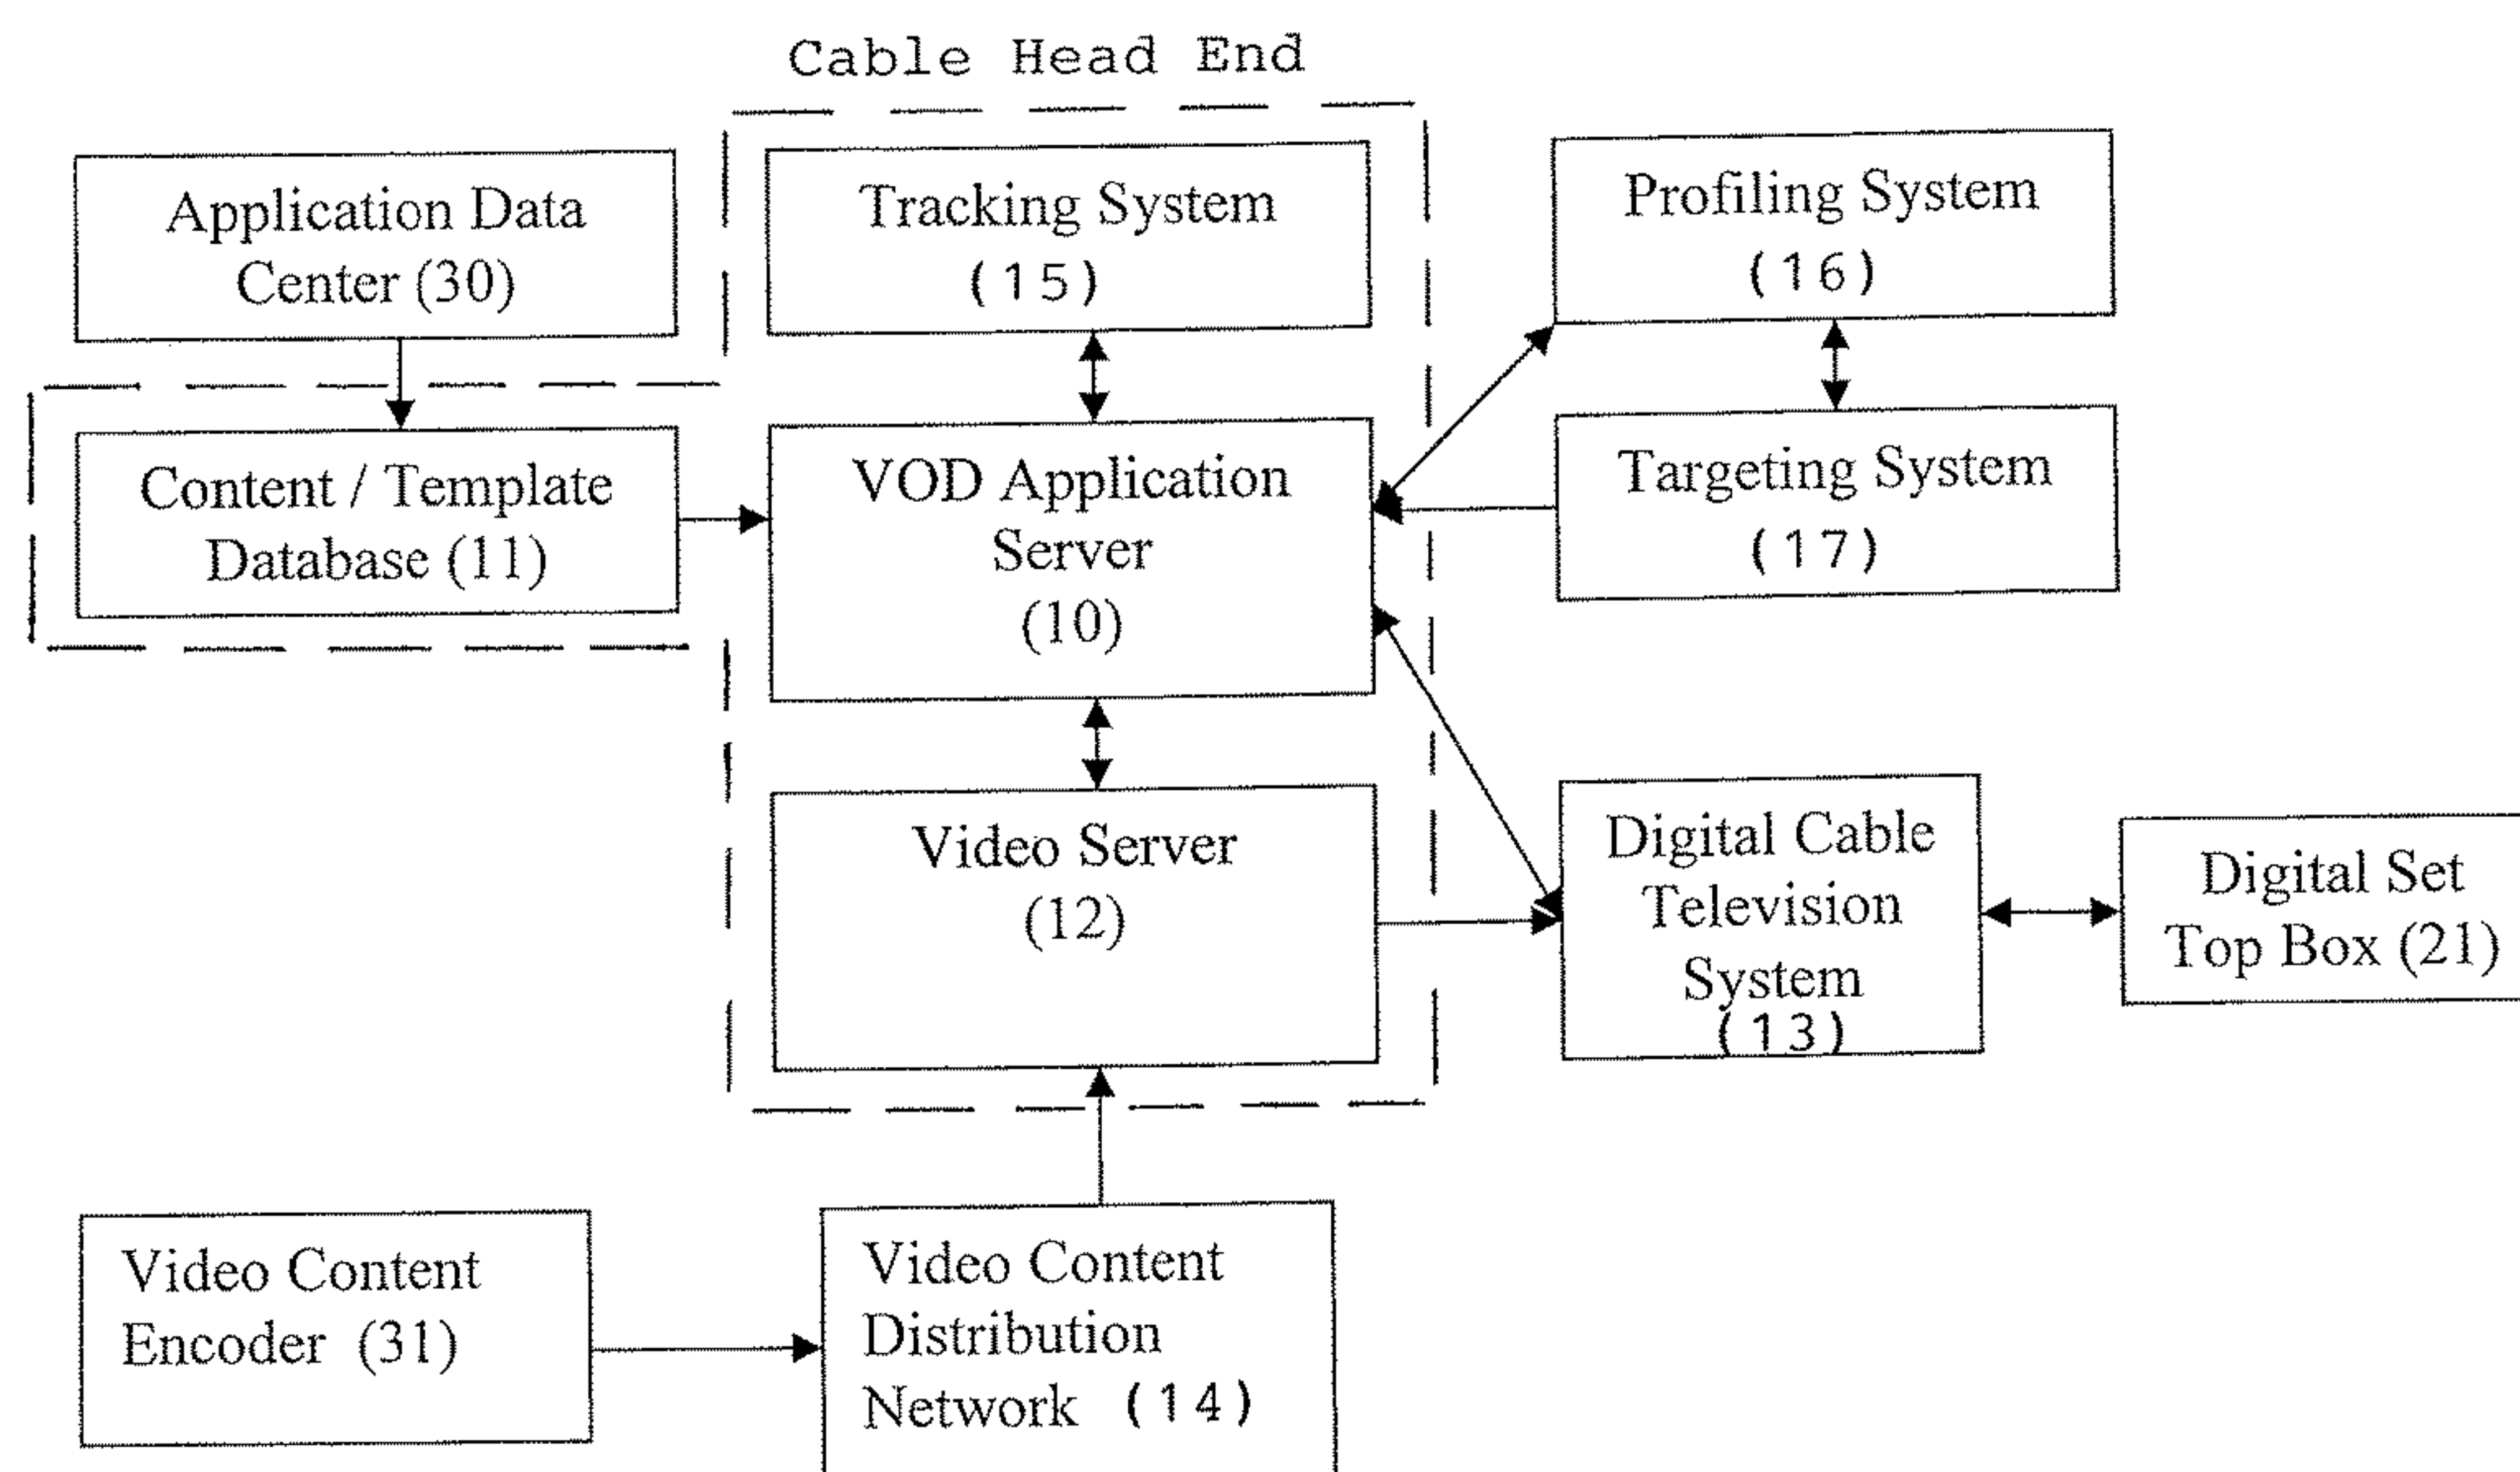 Cable Head End
Application Data
Center (30)
Tracking System
(15)
Profiling System
(16)
Content / Template
Database (11)
VOD Application
Server
(10)
Targeting System
(17)
Video Server
(12)
Digital Cable
Television
System
(13)
Digital Set
Top Box (21)
Video Content
Encoder (31)
Video Content
Distribution
Network (14)